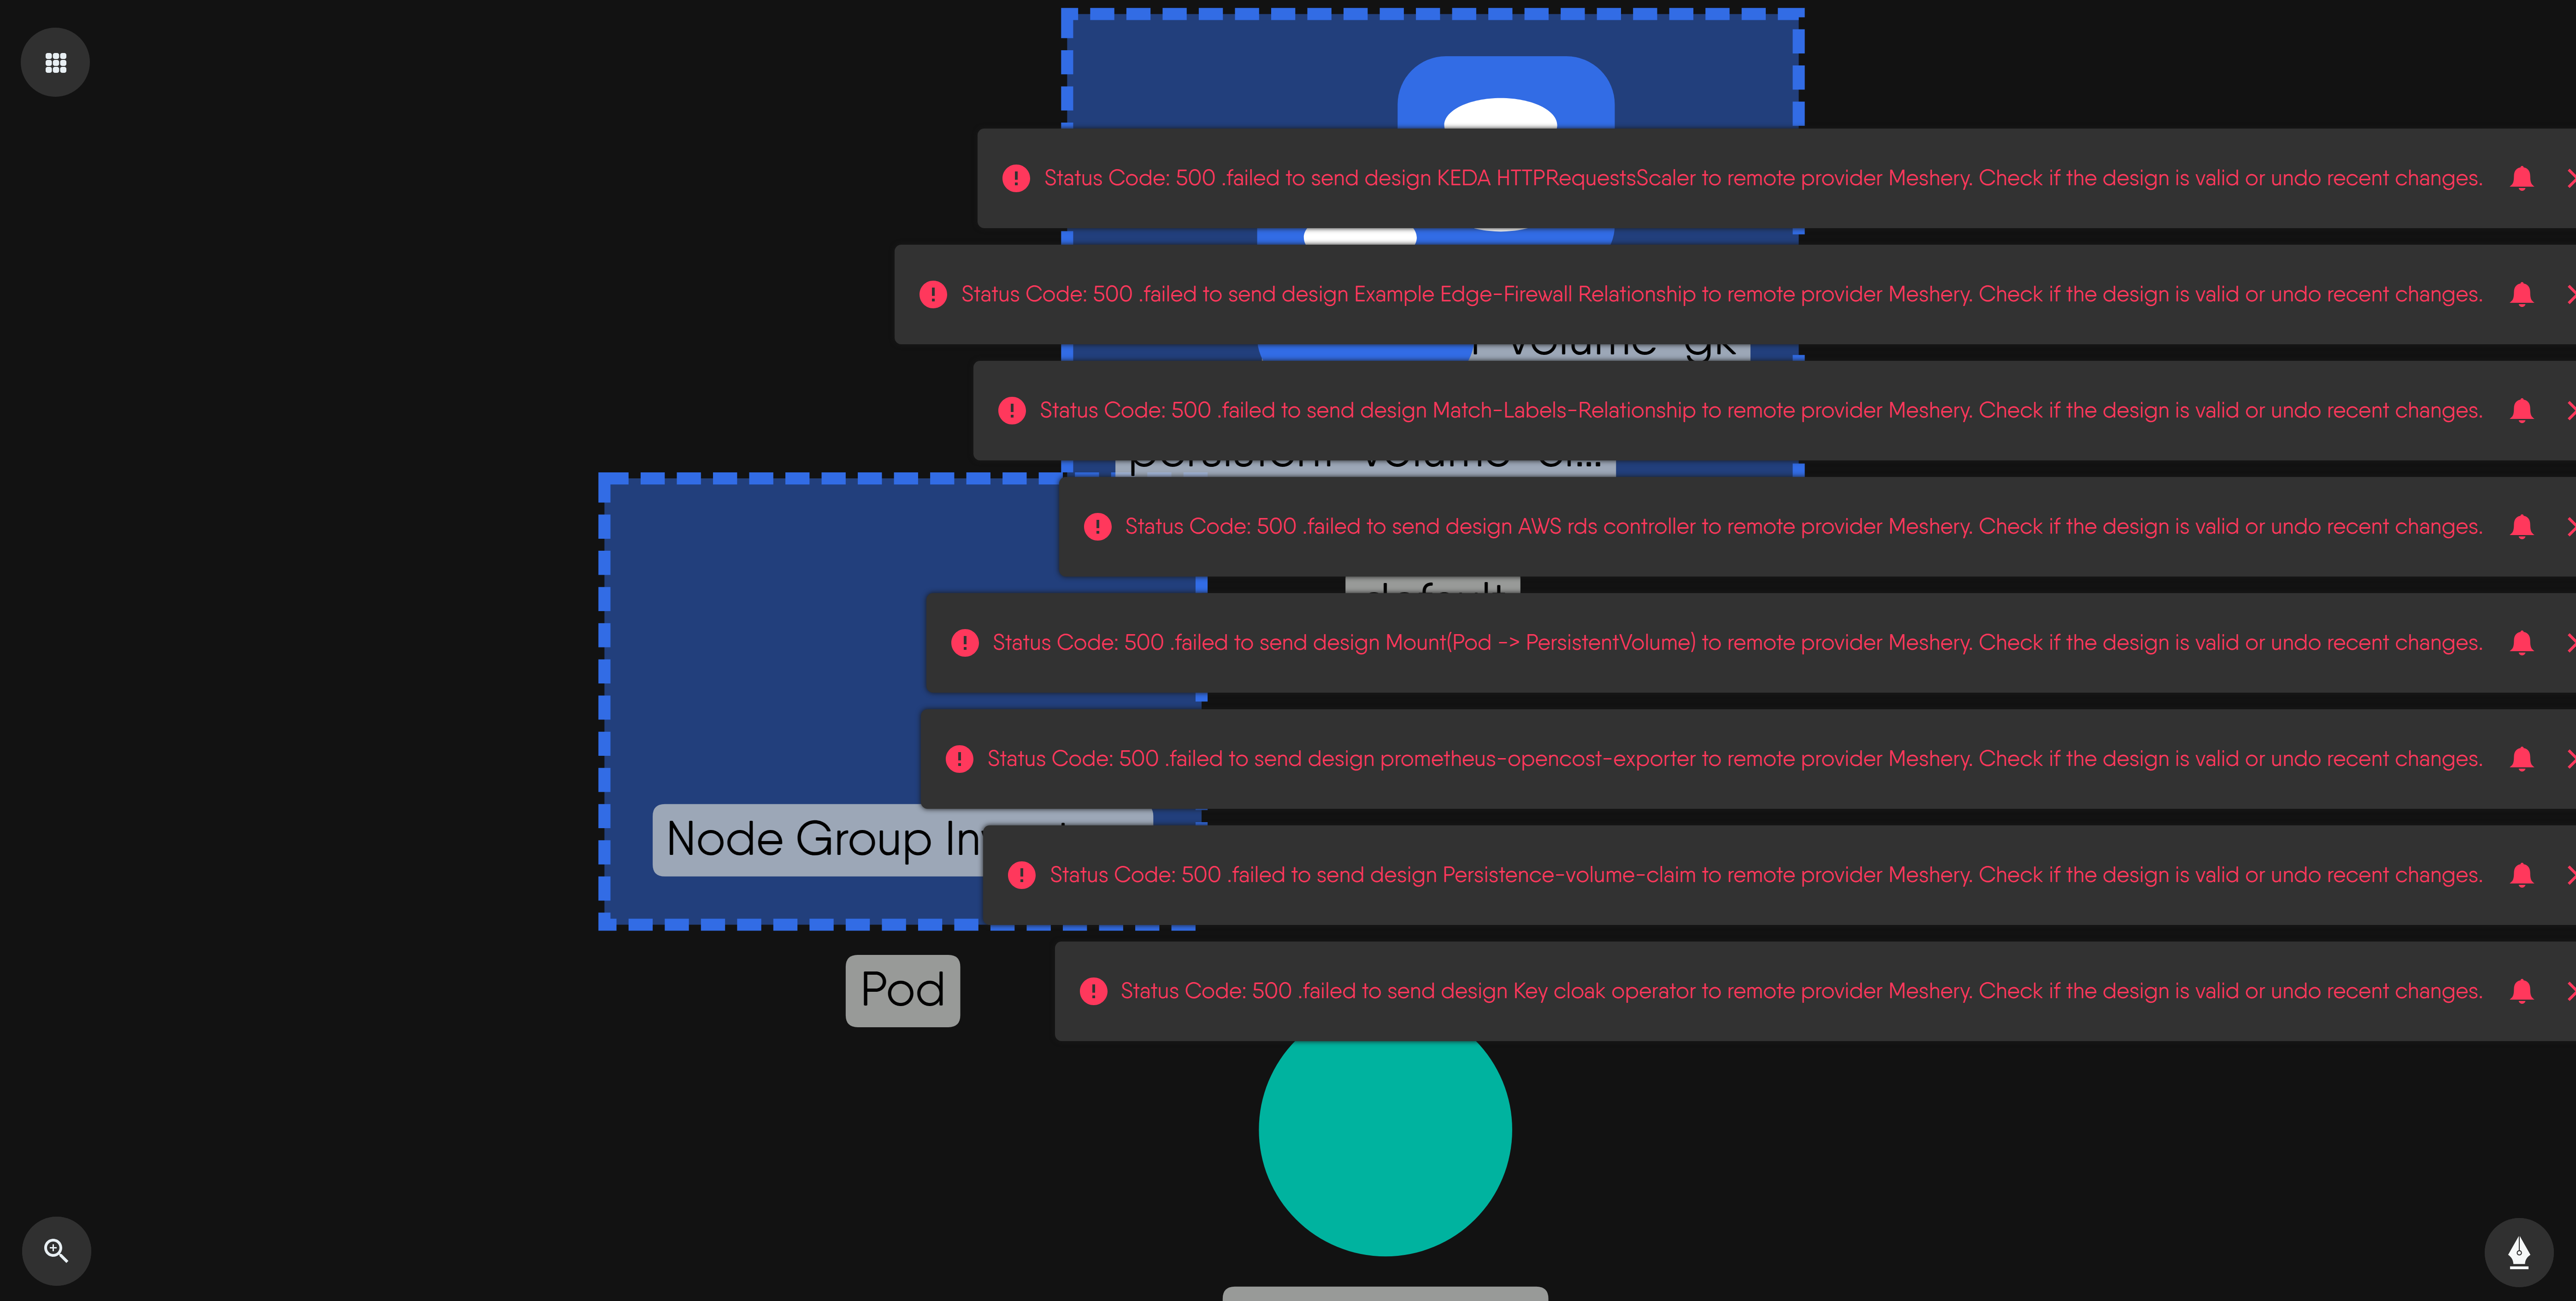 Status Code: 500 .failed to send design KEDA HTTPRequestsScaler to remote provider Meshery. Check if the design is valid or undo recent changes.
Status Code: 500 .failed to send design Example Edge-Firewall Relationship to remote provider Meshery. Check if the design is valid or undo recent changes.
volume gk
Status Code: 500 .failed to send design Match-Labels-Relationship to remote provider Meshery. Check if the design is valid or undo recent changes.
Status Code: 500 .failed to send design AWS rds controller to remote provider Meshery. Check if the design is valid or undo recent changes.
default
Status Code: 500 .failed to send design Mount(Pod -> PersistentVolume) to remote provider Meshery. Check if the design is valid or undo recent changes.
Status Code: 500 .failed to send design prometheus-opencost-exporter to remote provider Meshery. Check if the design is valid or undo recent changes.
Node Group
Status Code: 500 .failed to send design Persistence-volume-claim to remote provider Meshery. Check if the design is valid or undo recent changes.
Pod
Status Code: 500 .failed to send design Key cloak operator to remote provider Meshery. Check if the design is valid or undo recent changes.